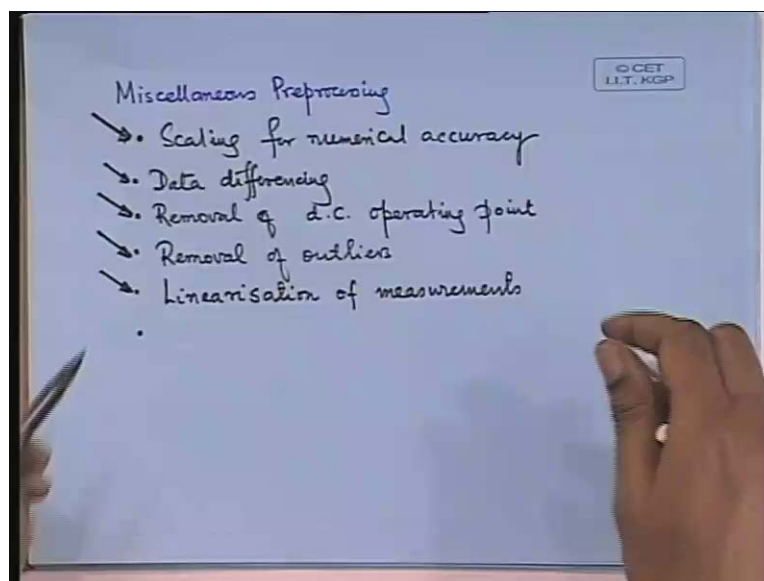 © CET
I.I.T. KGP
Miscellaneous Preprocessing
• Scaling for numerical accuracy
• Data differencing
• Removal of d.c. operating point
• Removal of outliers
• Linearisation of measurements
•